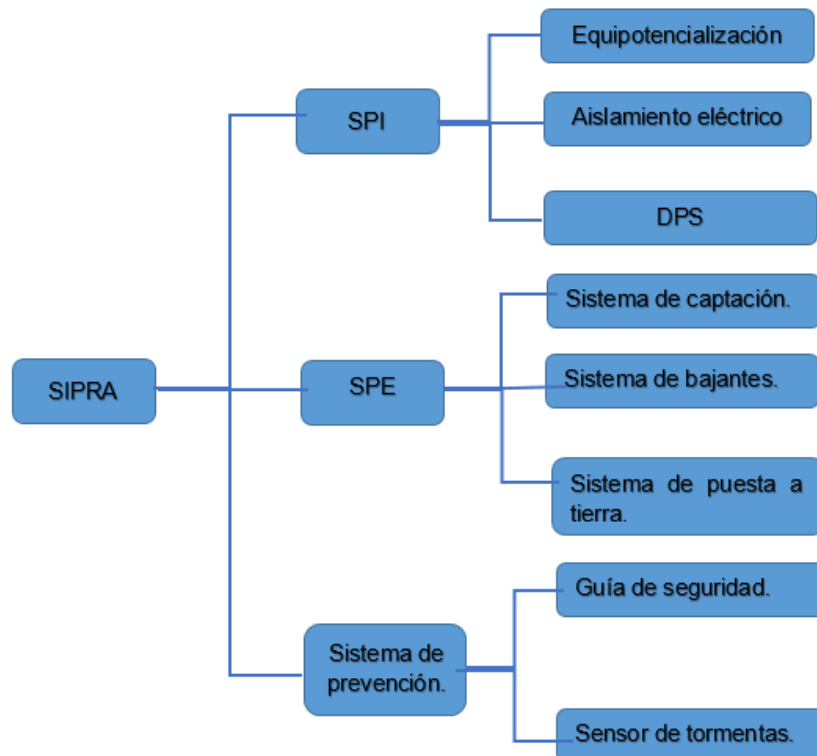 SIPRA
SPI
Equipotencialización
Aislamiento eléctrico
DPS
SPE
Sistema de captación.
Sistema de bajantes.
Sistema de puesta a
tierra.
Sistema de
prevención.
Guía de seguridad.
Sensor de tormentas.